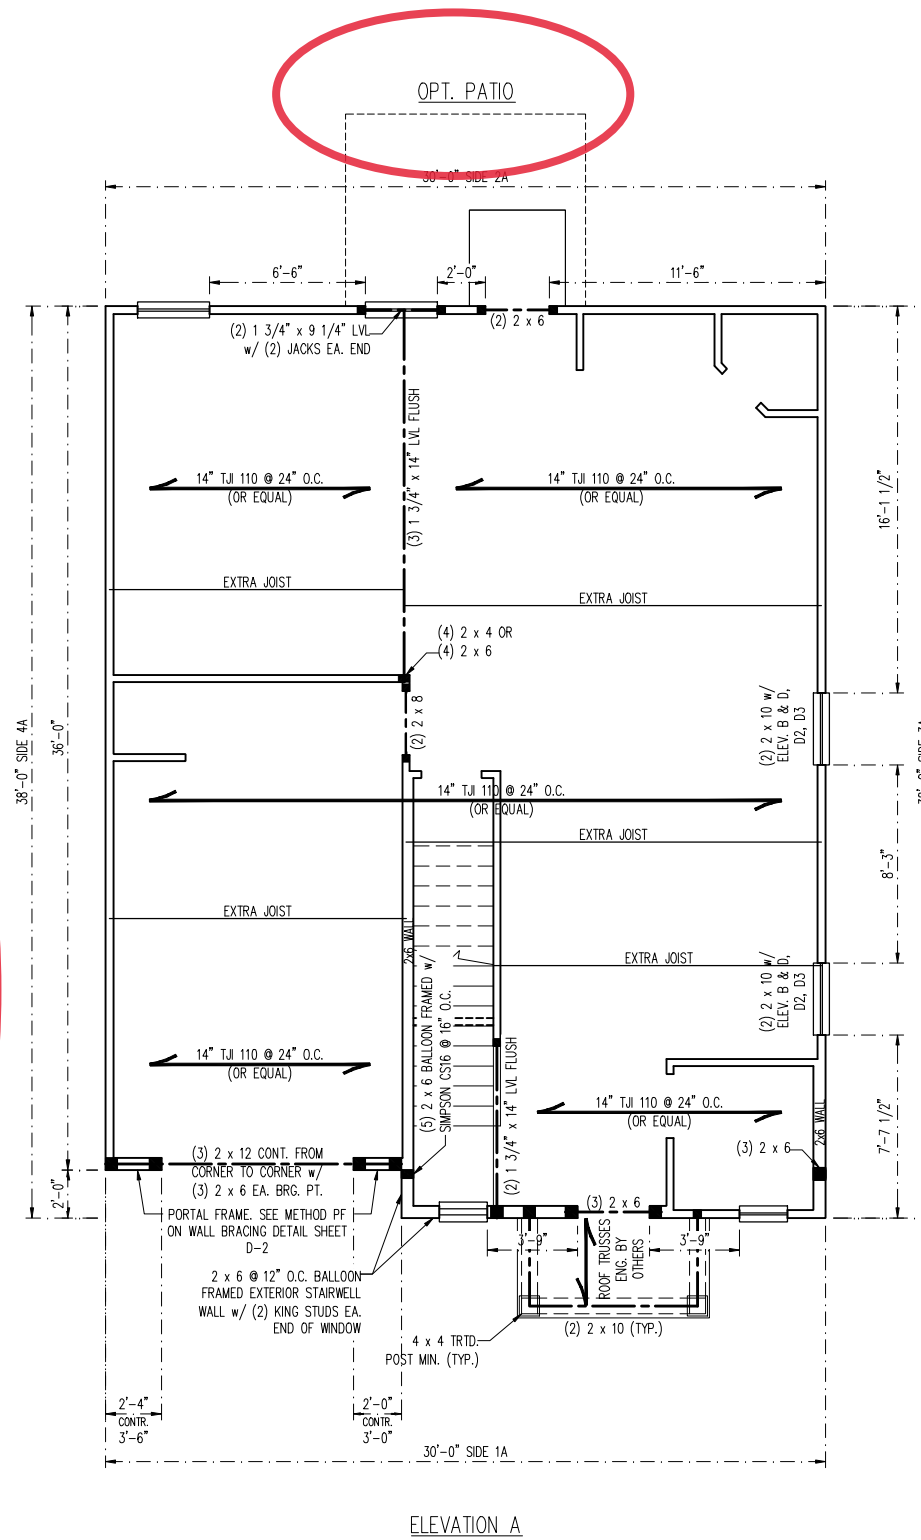 OPT. PATIO
30'-0" SIDE 2A
6'-6"
2'-0"
11'-6"
(2) 1 3/4" x 9 1/4" LVL
w/ (2) JACKS EA. END
(2) 2 x 6
(3) 1 3/4" x 14" LVL FLUSH
14" TJI 110 @ 24" O.C.
(OR EQUAL)
14" TJI 110 @ 24" O.C.
(OR EQUAL)
16'-1 1/2"
EXTRA JOIST
EXTRA JOIST
(4) 2 x 4 OR
(4) 2 x 6
(2) 2 x 8
(2) 2 x 10 w/
ELEV. B & D,
D2, D3
38'-0" SIDE 4A
36'-0"
14" TJI 110 @ 24" O.C.
(OR EQUAL)
EXTRA JOIST
8'-3"
EXTRA JOIST
2x6 WALL
EXTRA JOIST
(2) 2 x 10 w/
ELEV. B & D,
D2, D3
(5) 2 x 6 BALLOON FRAMED w/
SIMPSON CS16 @ 16" O.C.
14" TJI 110 @ 24" O.C.
(OR EQUAL)
(2) 1 3/4" x 14" LVL FLUSH
14" TJI 110 @ 24" O.C.
(OR EQUAL)
2x6 WALL
7'-7 1/2"
(3) 2 x 6
(3) 2 x 12 CONT. FROM
CORNER TO CORNER w/
(3) 2 x 6 EA. BRG. PT.
2'-0"
PORTAL FRAME. SEE METHOD PF
ON WALL BRACING DETAIL SHEET
D-2
(3) 2 x 6
3'-9"
3'-9"
ROOF TRUSSES
ENG. BY
OTHERS
2 x 6 @ 12" O.C. BALLOON
FRAMED EXTERIOR STAIRWELL
WALL w/ (2) KING STUDS EA.
END OF WINDOW
(2) 2 x 10 (TYP.)
4 x 4 TRTD.
POST MIN. (TYP.)
2'-4"
CONTR.
3'-6"
2'-0"
CONTR.
3'-0"
30'-0" SIDE 1A
ELEVATION A